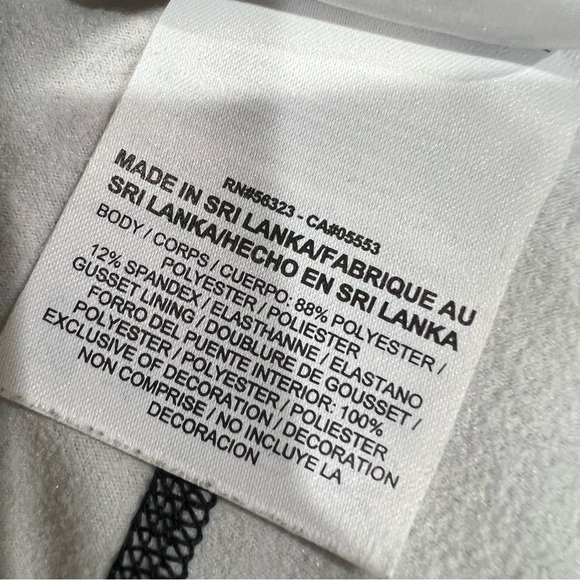 RN#56323 - CA#05553
MADE IN SRI LANKA/FABRIQUE AU
SRI LANKA/HECHO EN SRI LANKA
BODY / CORPS / CUERPO: 88% POLYESTER /
POLYESTER / POLIESTER
12% SPANDEX / ELASTHANNE / ELASTANO
GUSSET LINING / DOUBLURE DE GOUSSET /
FORRO DEL PUENTE INTERIOR: 100%
POLYESTER / POLYESTER / POLIESTER
EXCLUSIVE OF DECORATION / DECORATION
NON COMPRISE / NO INCLUYE LA
DECORACION